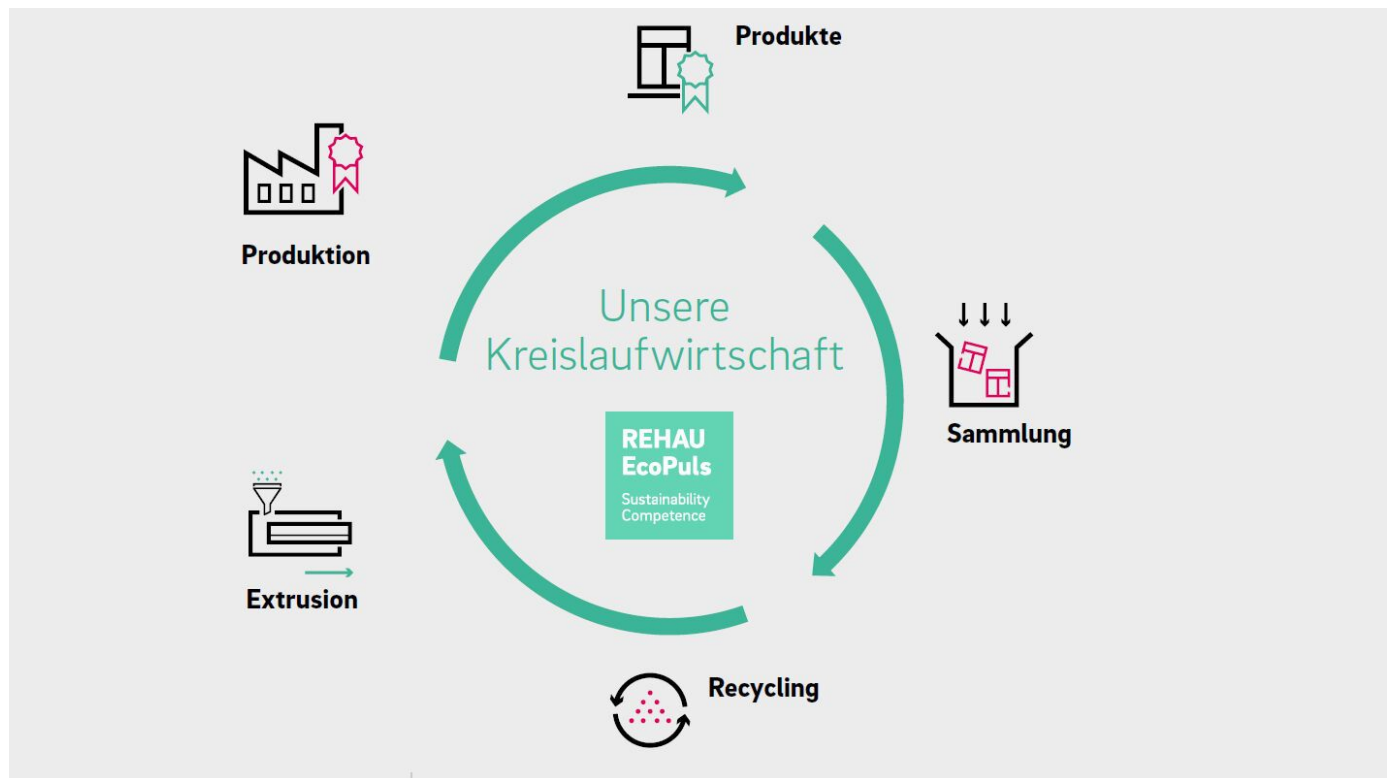 Produkte
Produktion
Unsere
Kreislaufwirtschaft
Sammlung
REHAU
EcoPuls
Sustainability
Competence
Extrusion
Recycling